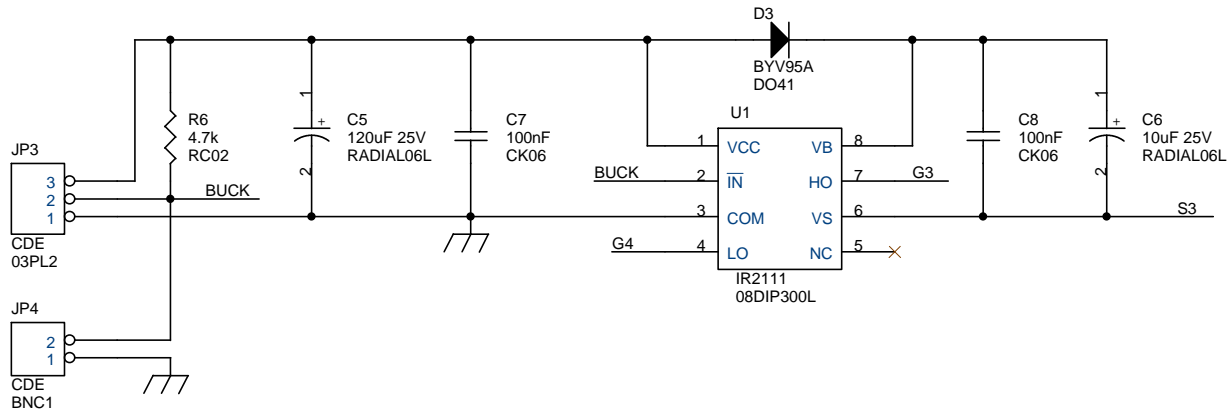 D3
BYV95A
DO41
U1
R6
4.7k
RC02
1
2
+
C5
120uF 25V
RADIAL06L
C7
100nF
CK06
1 VCC VB 8
BUCK 2 IN HO 7 G3
3 COM VS 6 S3
G4 4 LO NC 5
IR2111
08DIP300L
C8
100nF
CK06
1
2
+
C6
10uF 25V
RADIAL06L
JP3
3
2 BUCK
1
CDE
03PL2
JP4
2
1
CDE
BNC1